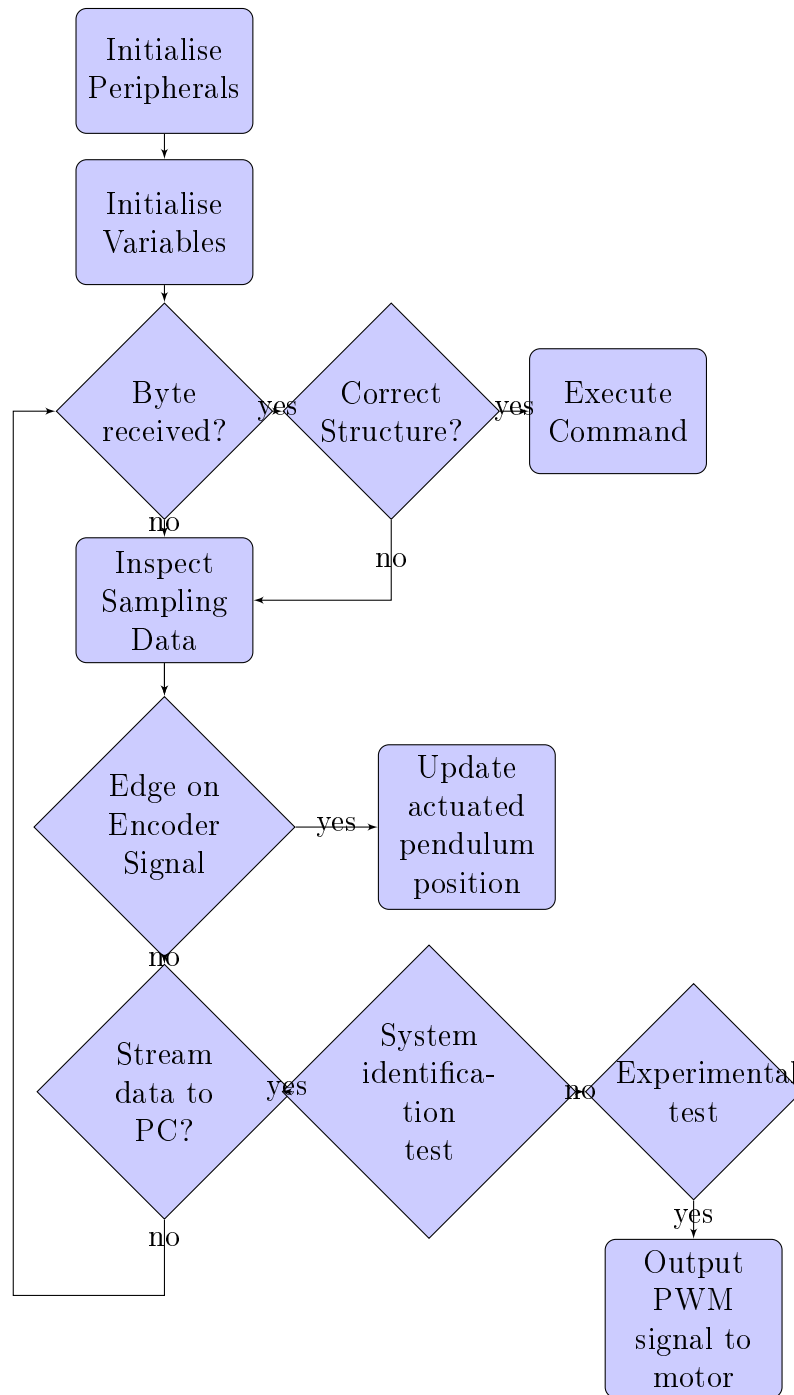 Initialise
Peripherals
Initialise
Variables
Byte
received?
yes
Correct
Structure?
yes
Execute
Command
no
no
Inspect
Sampling
Data
Edge on
Encoder
Signal
yes
Update
actuated
pendulum
position
no
Stream
data to
PC?
yes
System
identifica-
tion
test
no
Experimental
test
no
yes
Output
PWM
signal to
motor